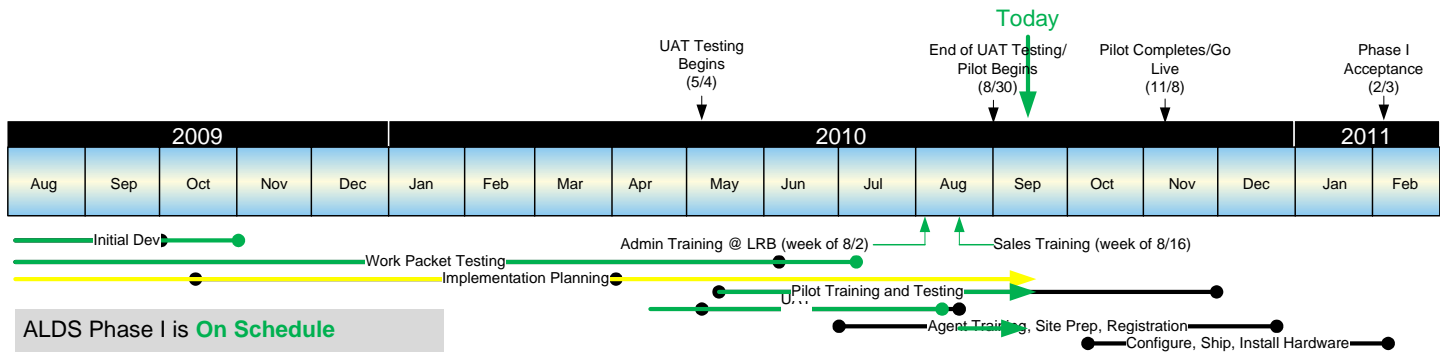 Today
UAT Testing
Begins
(5/4)
End of UAT Testing/
Pilot Begins
(8/30)
Pilot Completes/Go
Live
(11/8)
Phase I
Acceptance
(2/3)
2009
2010
2011
Aug
Sep
Oct
Nov
Dec
Jan
Feb
Mar
Apr
May
Jun
Jul
Aug
Sep
Oct
Nov
Dec
Jan
Feb
Initial Dev
Admin Training @ LRB (week of 8/2)
Sales Training (week of 8/16)
Work Packet Testing
Implementation Planning
Pilot Training and Testing
ALDS Phase I is On Schedule
Agent Training, Site Prep, Registration
Configure, Ship, Install Hardware